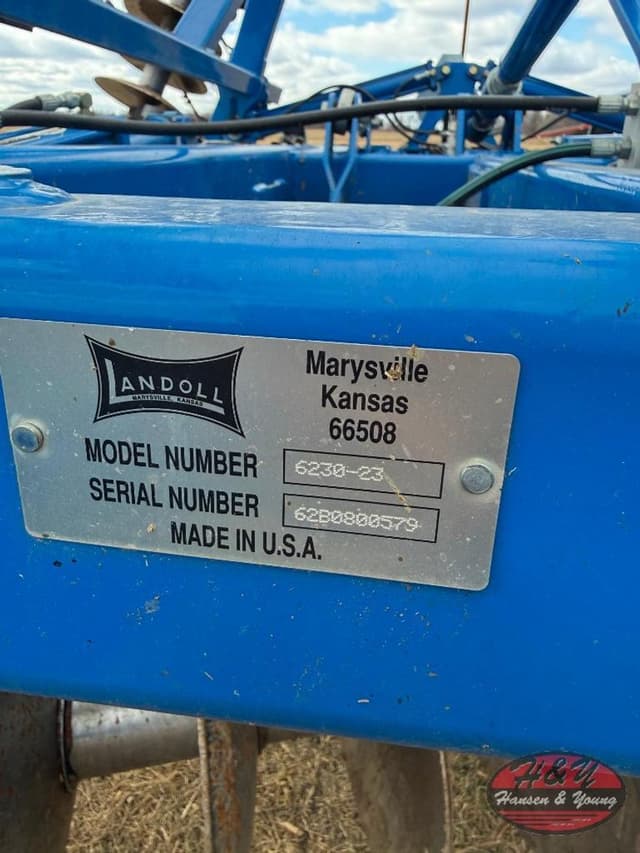 LANDOLL
MARYSVILLE, KANSAS
Marysville
Kansas
66508
MODEL NUMBER 6230-23
SERIAL NUMBER 62B0800579
MADE IN U.S.A.
H&Y
Hansen & Young